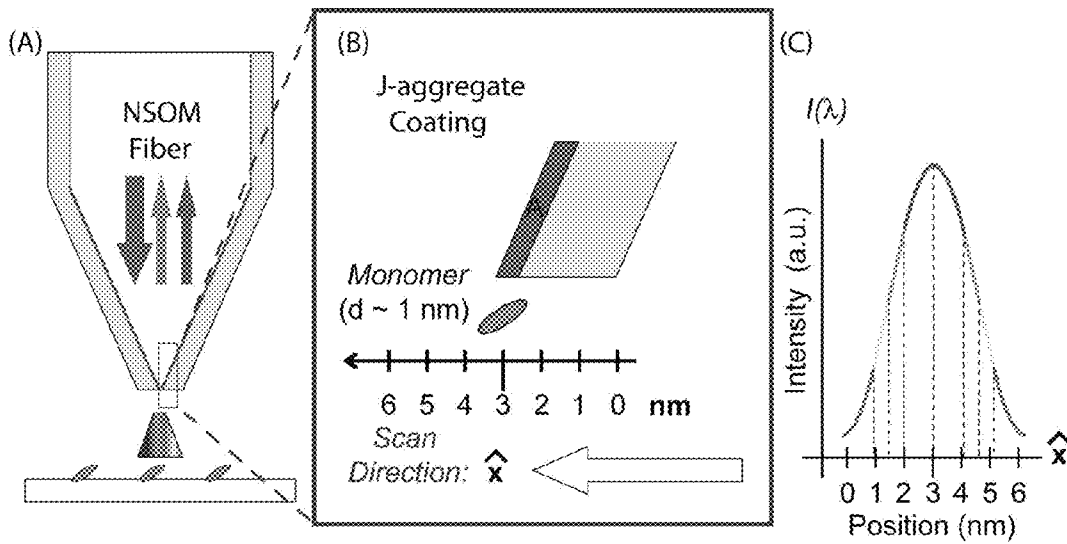 (A)
NSOM
Fiber
(B)
J-aggregate
Coating
Monomer
(d ~ 1 nm)
6 5 4 3 2 1 0 nm
Scan
Direction: x̂
(C)
I(λ)
Intensity (a.u.)
x̂
0 1 2 3 4 5 6
Position (nm)